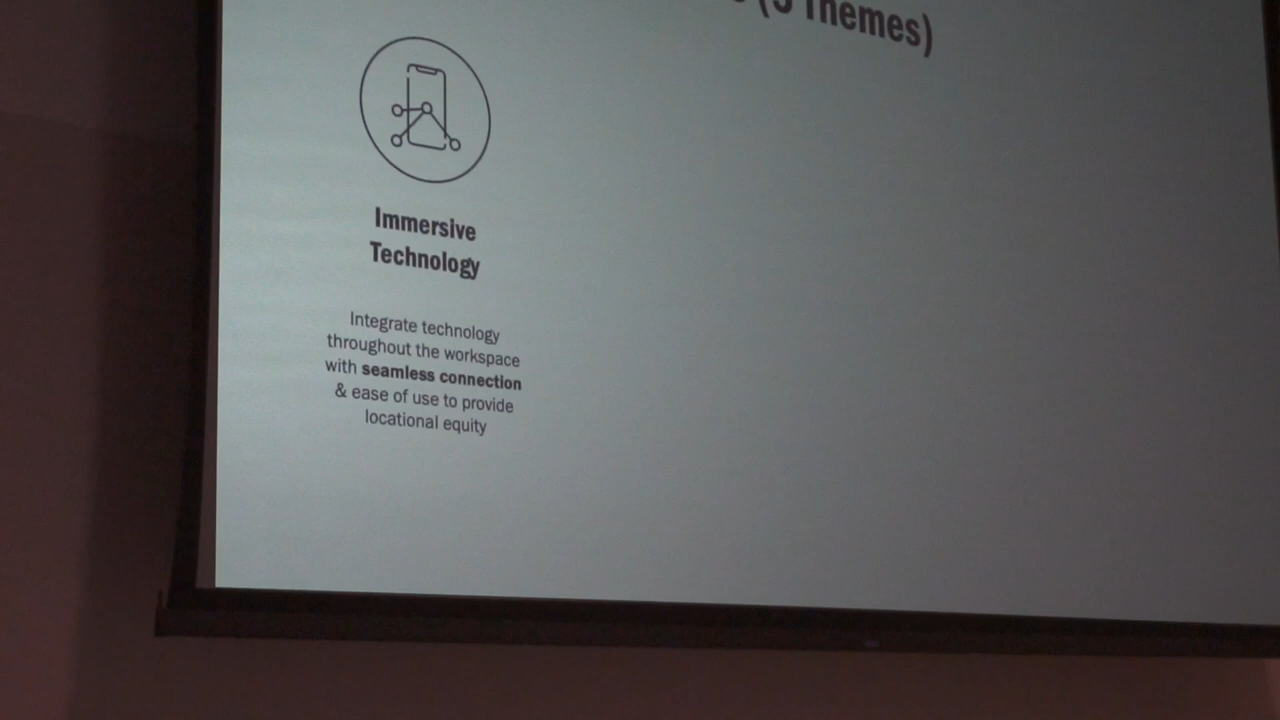 Themes)
Immersive
Technology
Integrate technology
throughout the workspace
with seamless connection
& ease of use to provide
locational equity